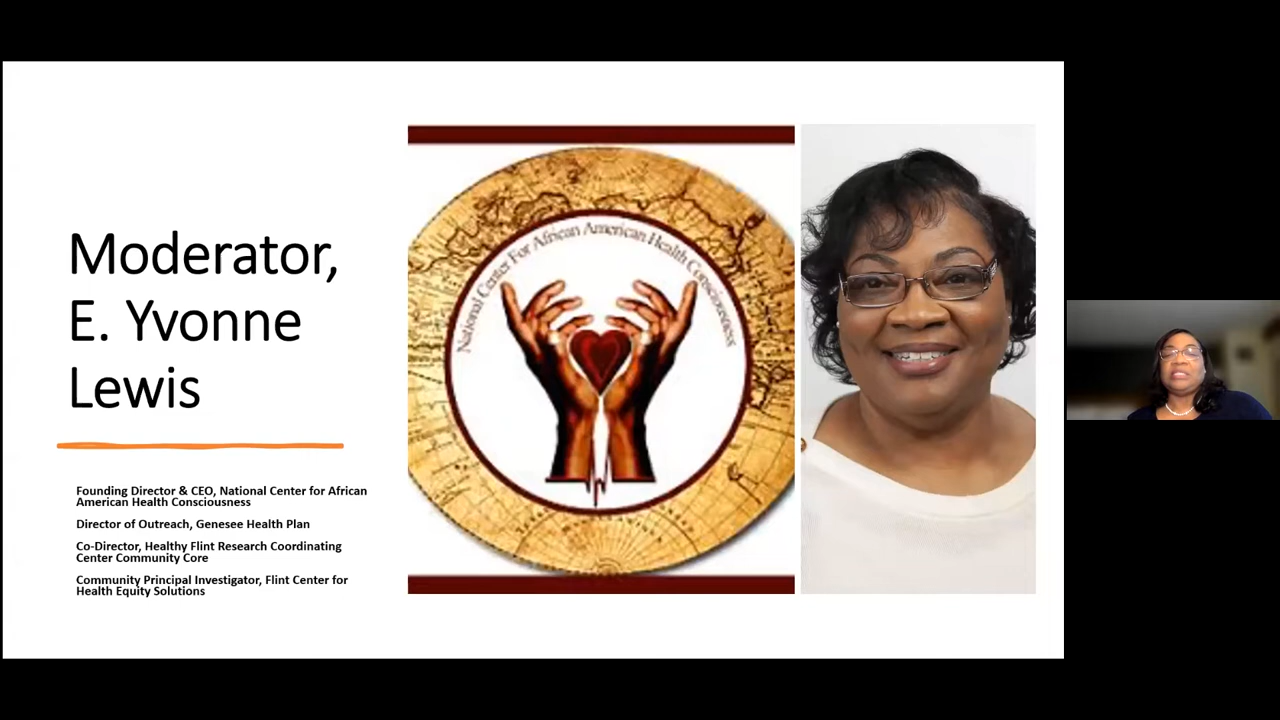 Moderator,
E. Yvonne
Lewis
Founding Director & CEO, National Center for African
American Health Consciousness
Director of Outreach, Genesee Health Plan
Co-Director, Healthy Flint Research Coordinating
Center Community Core
Community Principal Investigator, Flint Center for
Health Equity Solutions
National Center For African American Health Consciousness